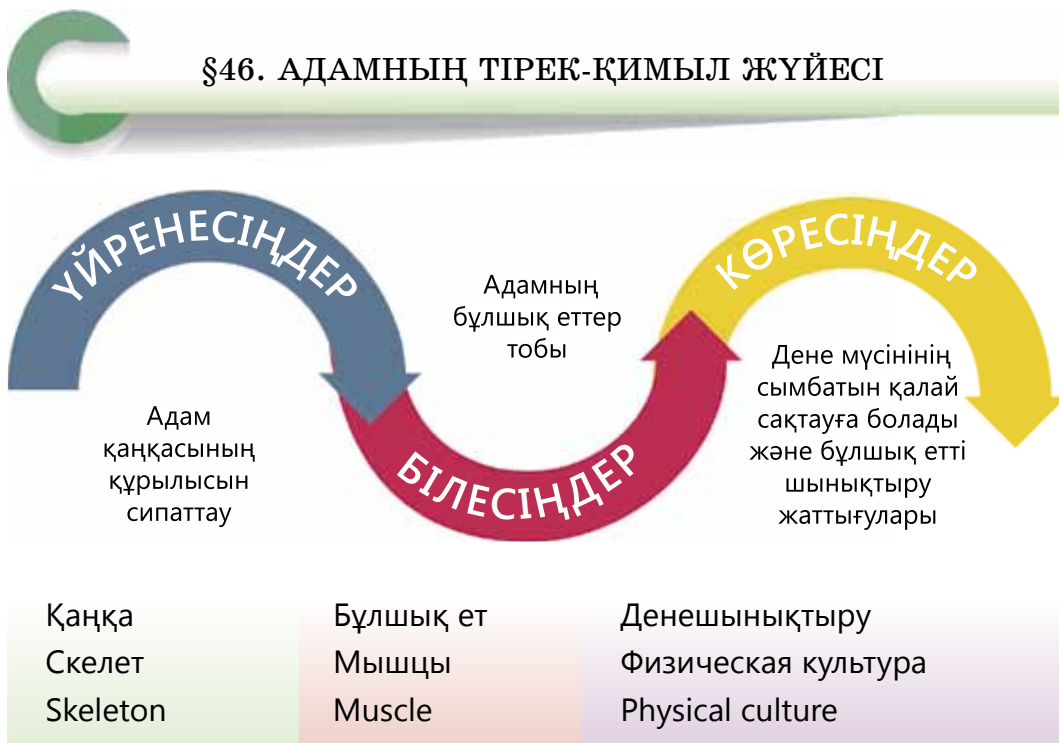 §46. АДАМНЫҢ ТІРЕК-ҚИМЫЛ ЖҮЙЕСІ
ҮЙРЕНЕСІҢДЕР
Адам
қаңқасының
құрылысын
сипаттау
БІЛЕСІҢДЕР
Адамның
бұлшық еттер
тобы
КӨРЕСІҢДЕР
Дене мүсінінің
сымбатын қалай
сақтауға болады
және бұлшық етті
шынықтыру
жаттығулары
Қаңқа
Скелет
Skeleton
Бұлшық ет
Мышцы
Muscle
Денешынықтыру
Физическая культура
Physical culture